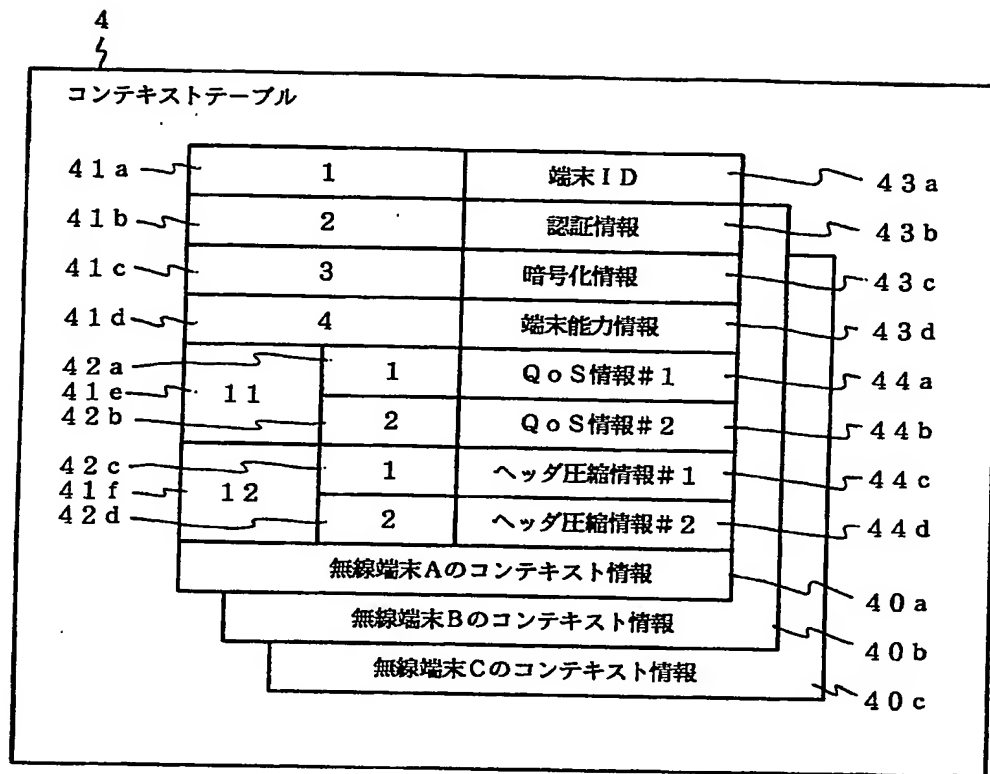 4
コンテキストテーブル
41a 1 端末ID 43a
41b 2 認証情報 43b
41c 3 暗号化情報 43c
41d 4 端末能力情報 43d
42a 1 QoS情報#1 44a
41e 11
42b 2 QoS情報#2 44b
42c 1 ヘッダ圧縮情報#1 44c
41f 12
42d 2 ヘッダ圧縮情報#2 44d
無線端末Aのコンテキスト情報 40a
無線端末Bのコンテキスト情報 40b
無線端末Cのコンテキスト情報 40c